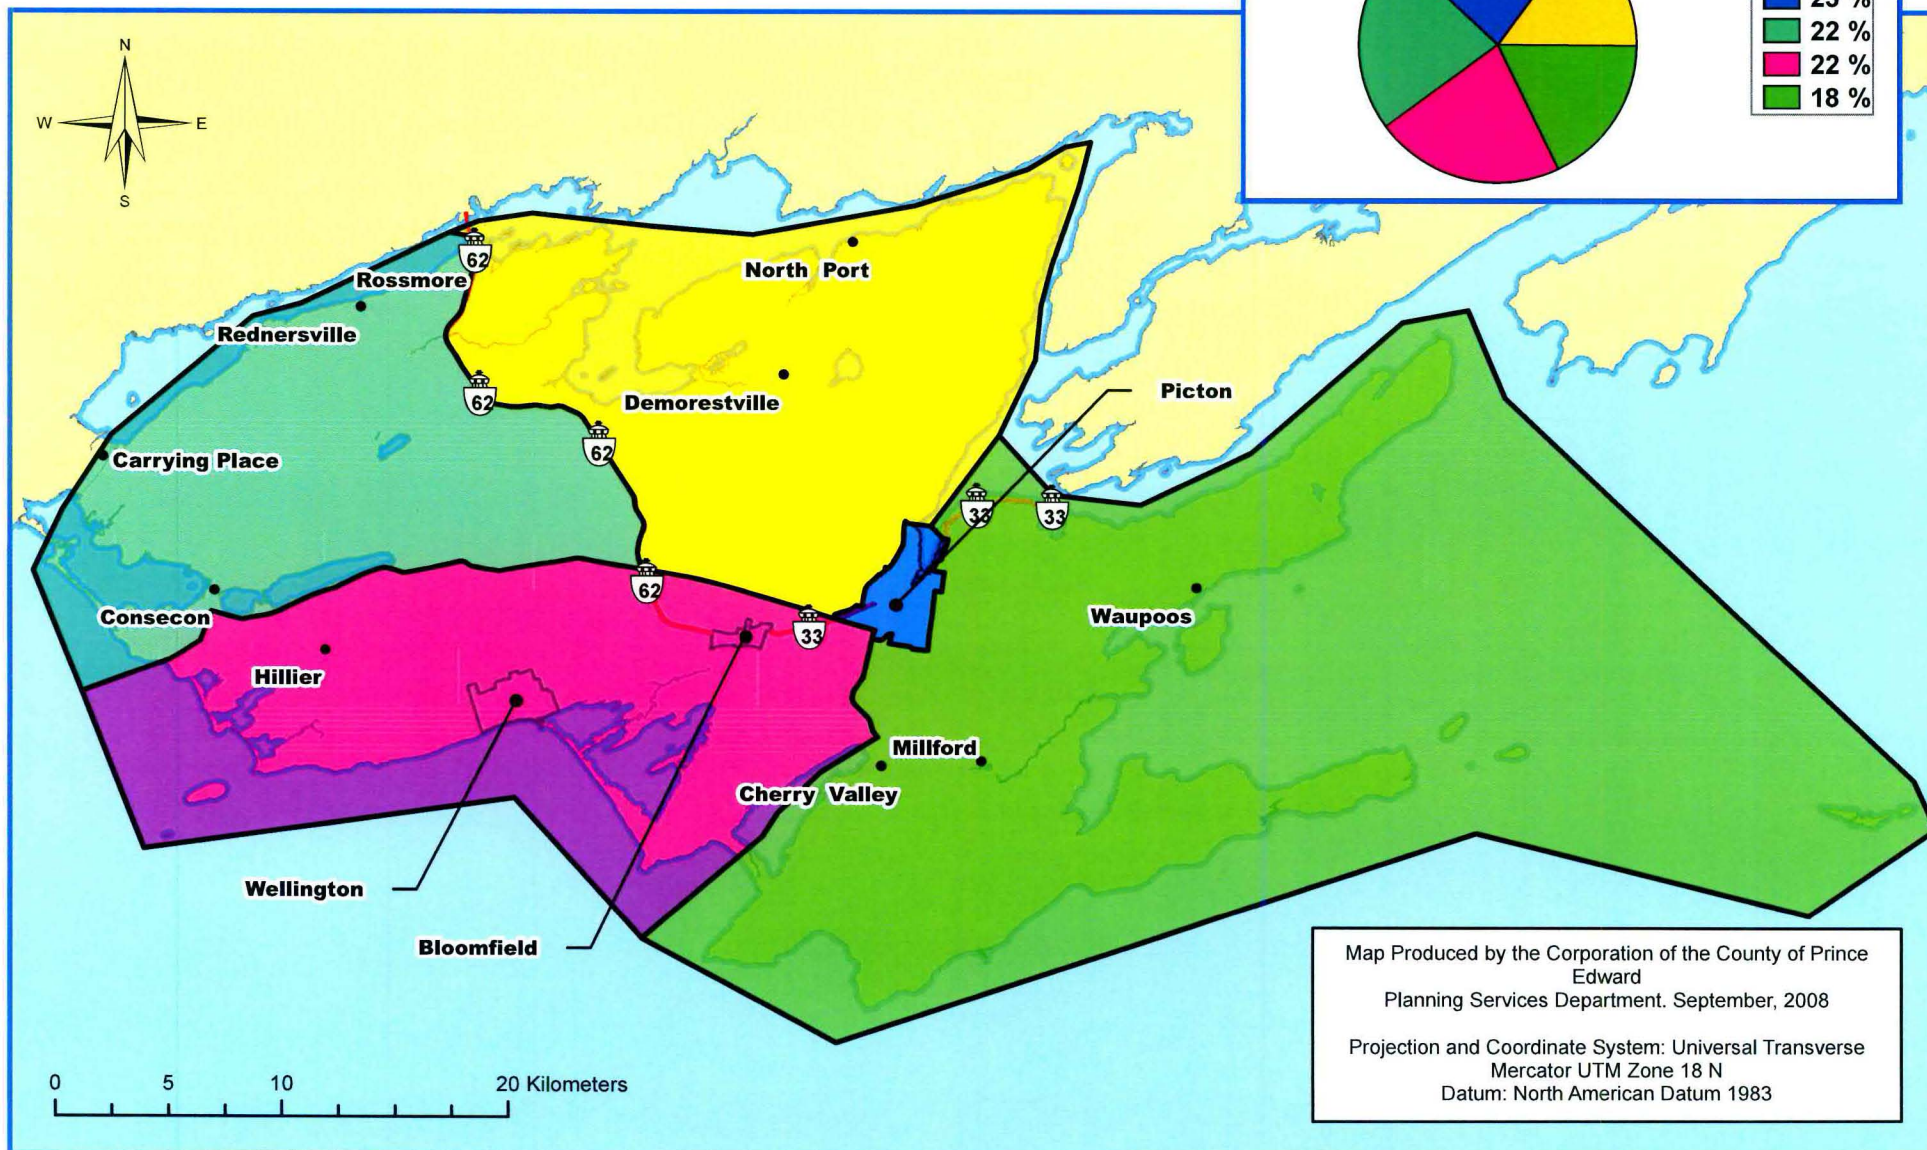 23 %
22 %
22 %
18 %
N
W E
S
62
North Port
Rossmore
Rednersville
62
Picton
Demorestville
62
Carrying Place
33
33
62
Consecon
Waupoos
33
Hillier
Millford
Cherry Valley
Wellington
Bloomfield
Map Produced by the Corporation of the County of Prince
Edward
Planning Services Department. September, 2008
Projection and Coordinate System: Universal Transverse
Mercator UTM Zone 18 N
Datum: North American Datum 1983
0 5 10 20 Kilometers